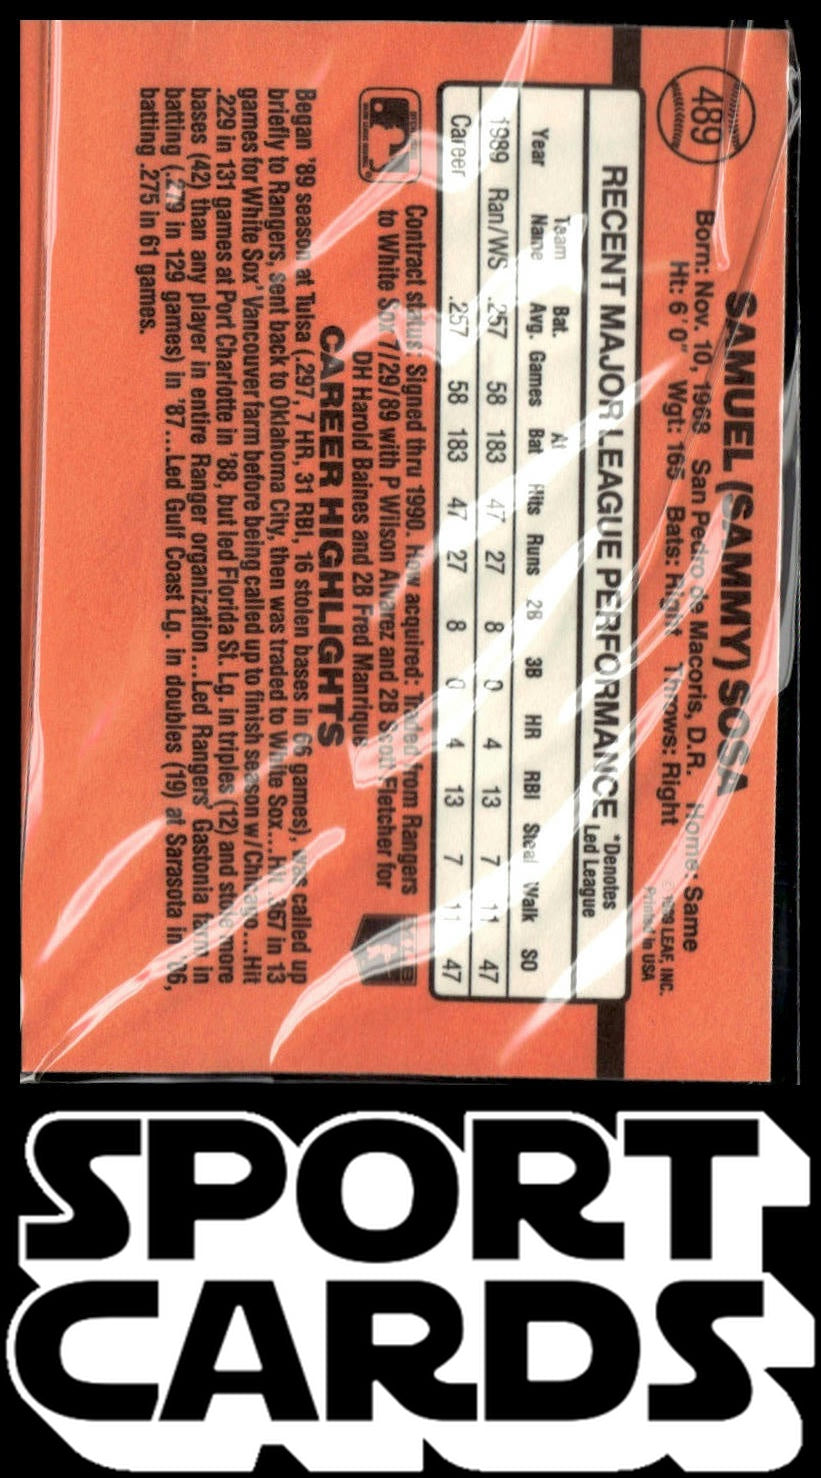 489
SAMUEL (SAMMY) SOSA
Born: Nov. 10, 1968 San Pedro de Macoris, D.R. Home: Same
Ht: 6'0" Wgt: 165 Bats: Right Throws: Right
LEAF, INC.
Printed in USA
RECENT MAJOR LEAGUE PERFORMANCE *Denotes Led League
Year Team Name Bat. Avg. Games At Bat Hits Runs 2B 3B HR RBI Steal Walk SO
1989 Ran/WS .257 58 183 47 27 8 0 4 13 7 11 47
Career .257 58 183 47 27 8 0 4 13 7 11 47
Contract status: Signed thru 1990. How acquired: Traded from Rangers
to White Sox 7/29/89 with P Wilson Alvarez and 2B Scott Fletcher for
DH Harold Baines and 2B Fred Manrique
CAREER HIGHLIGHTS
Began '89 season at Tulsa (.297, 7 HR, 31 RBI, 16 stolen bases in 66 games), was called up
briefly to Rangers, sent back to Oklahoma City, then was traded to White Sox...Hit .367 in 13
games for White Sox' Vancouver farm before being called up to finish season w/Chicago...Hit
.229 in 131 games at Port Charlotte in '88, but led Florida St. Lg. in triples (12) and stole more
bases (42) than any player in entire Ranger organization...Led Rangers' Gastonia farm in
batting (.279 in 129 games) in '87...Led Gulf Coast Lg. in doubles (19) at Sarasota in '86,
batting .275 in 61 games.
SPORT
CARDS